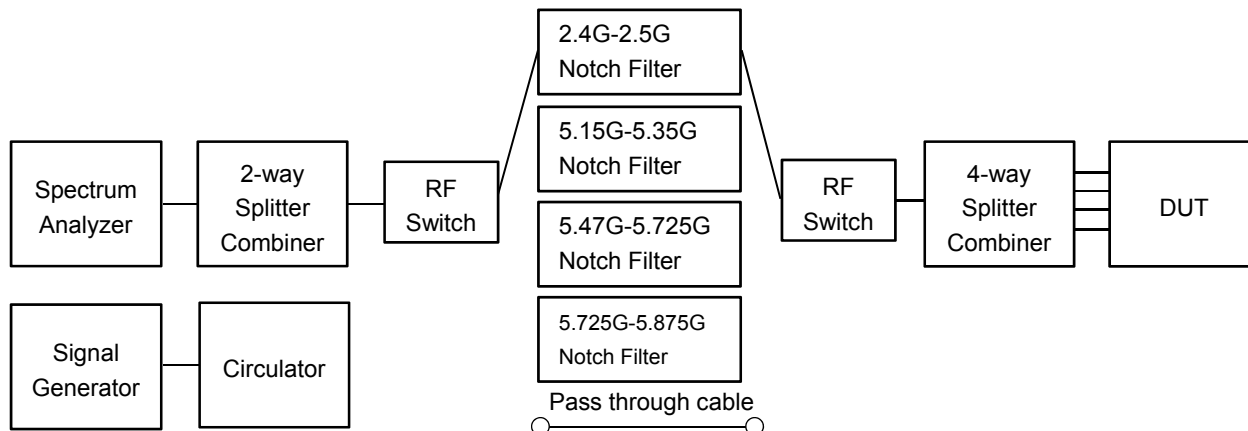 2.4G-2.5G
Notch Filter
5.15G-5.35G
Notch Filter
5.47G-5.725G
Notch Filter
5.725G-5.875G
Notch Filter
Pass through cable
Spectrum
Analyzer
2-way
Splitter
Combiner
RF
Switch
RF
Switch
4-way
Splitter
Combiner
DUT
Signal
Generator
Circulator